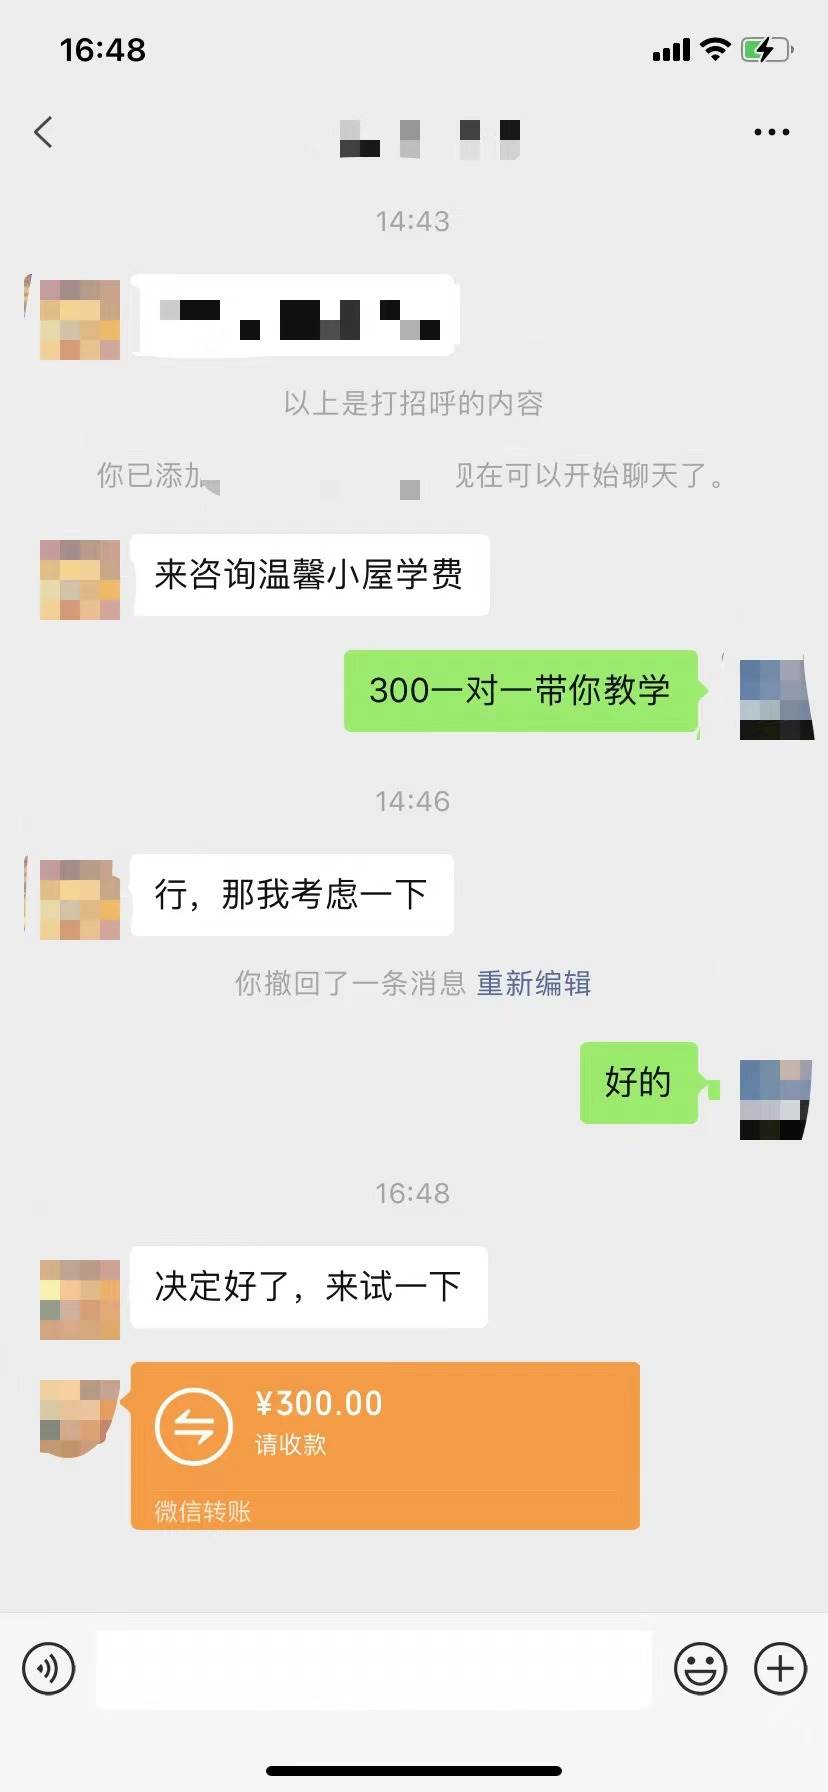 16:48
14:43
以上是打招呼的内容
你已添加
现在可以开始聊天了。
来咨询温馨小屋学费
300一对一带你教学
14:46
行，那我考虑一下
你撤回了一条消息 重新编辑
好的
16:48
决定好了，来试一下
¥300.00
请收款
微信转账